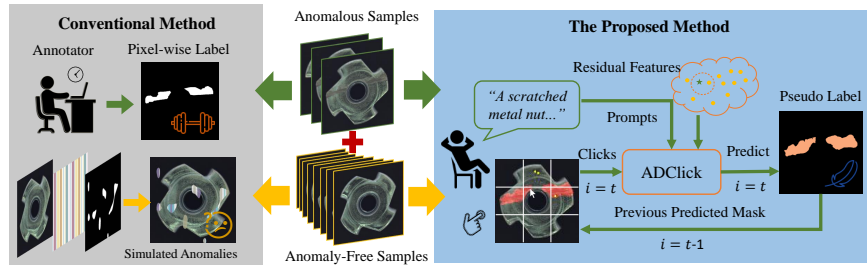 Conventional Method
Annotator
Pixel-wise Label
Simulated Anomalies
Anomalous Samples
Anomaly-Free Samples
The Proposed Method
Residual Features
“A scratched
metal nut...”
Prompts
Pseudo Label
Clicks
i = t
ADClick
Predict
i = t
Previous Predicted Mask
i = t-1